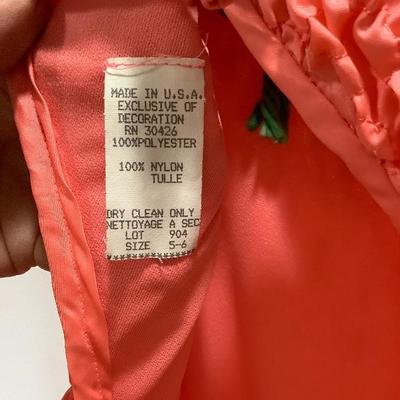 MADE IN U.S.A.
EXCLUSIVE OF
DECORATION
RN 30426
100%POLYESTER
100% NYLON
TULLE
DRY CLEAN ONLY
NETTOYAGE A SEC
LOT 904
SIZE 5-6